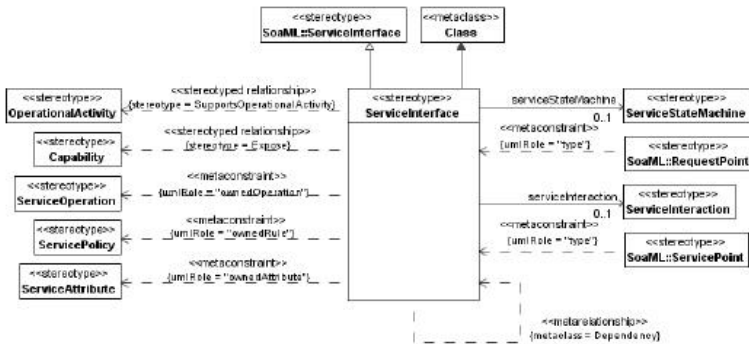 <<stereotype>>
SoaML::ServiceInterface
<<metaclass>>
Class
<<stereotype>>
OperationalActivity
<<stereotyped relationship>>
{stereotype = SupportsOperationalActivity}
<<stereotype>>
Capability
<<stereotyped relationship>>
{stereotype = Expose}
<<stereotype>>
ServiceOperation
<<metaconstraint>>
{umlRole = "ownedOperation"}
<<stereotype>>
ServicePolicy
<<metaconstraint>>
{umlRole = "ownedRule"}
<<stereotype>>
ServiceAttribute
<<metaconstraint>>
{umlRole = "ownedAttribute"}
<<stereotype>>
ServiceInterface
serviceStateMachine
0..1
<<stereotype>>
ServiceStateMachine
<<metaconstraint>>
{umlRole = "type"}
<<stereotype>>
SoaML::RequestPoint
serviceInteraction
0..1
<<stereotype>>
ServiceInteraction
<<metaconstraint>>
{umlRole = "type"}
<<stereotype>>
SoaML::ServicePoint
<<metarelationship>>
{metaclass = Dependency}